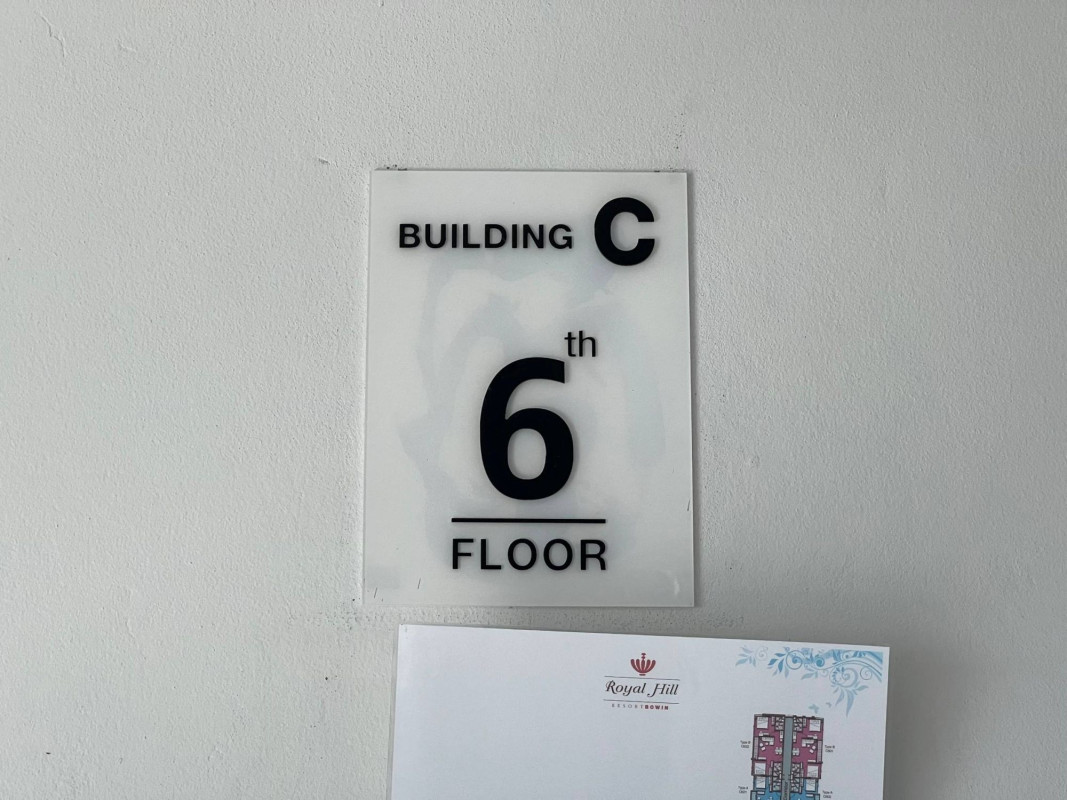 BUILDING C
6th
FLOOR
Royal Hill
RESORT BOWIN